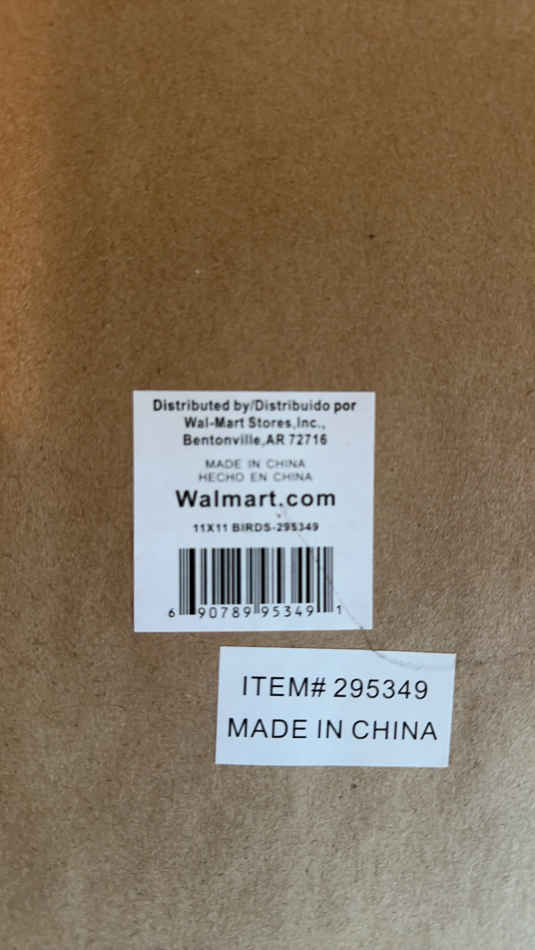 Distributed by/Distribuido por
Wal-Mart Stores,Inc.,
Bentonville,AR 72716
MADE IN CHINA
HECHO EN CHINA
Walmart.com
11X11 BIRDS-295349
6 90789 95349 1
ITEM# 295349
MADE IN CHINA